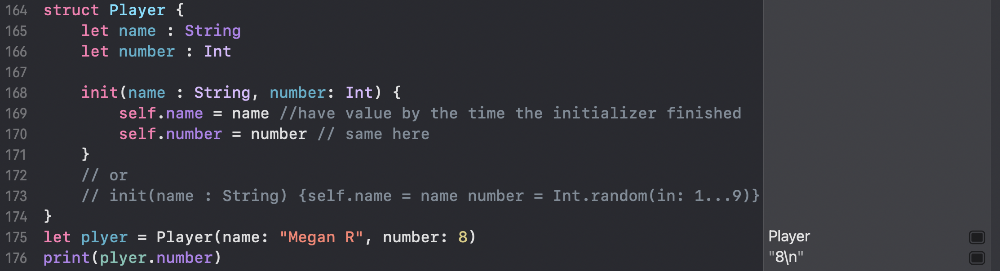 164 struct Player {
165     let name : String
166     let number : Int
167
168     init(name : String, number: Int) {
169         self.name = name //have value by the time the initializer finished
170         self.number = number // same here
171     }
172     // or
173     // init(name : String) {self.name = name number = Int.random(in: 1...9)}
174 }
175 let plyer = Player(name: "Megan R", number: 8) Player
176 print(plyer.number) "8\n"